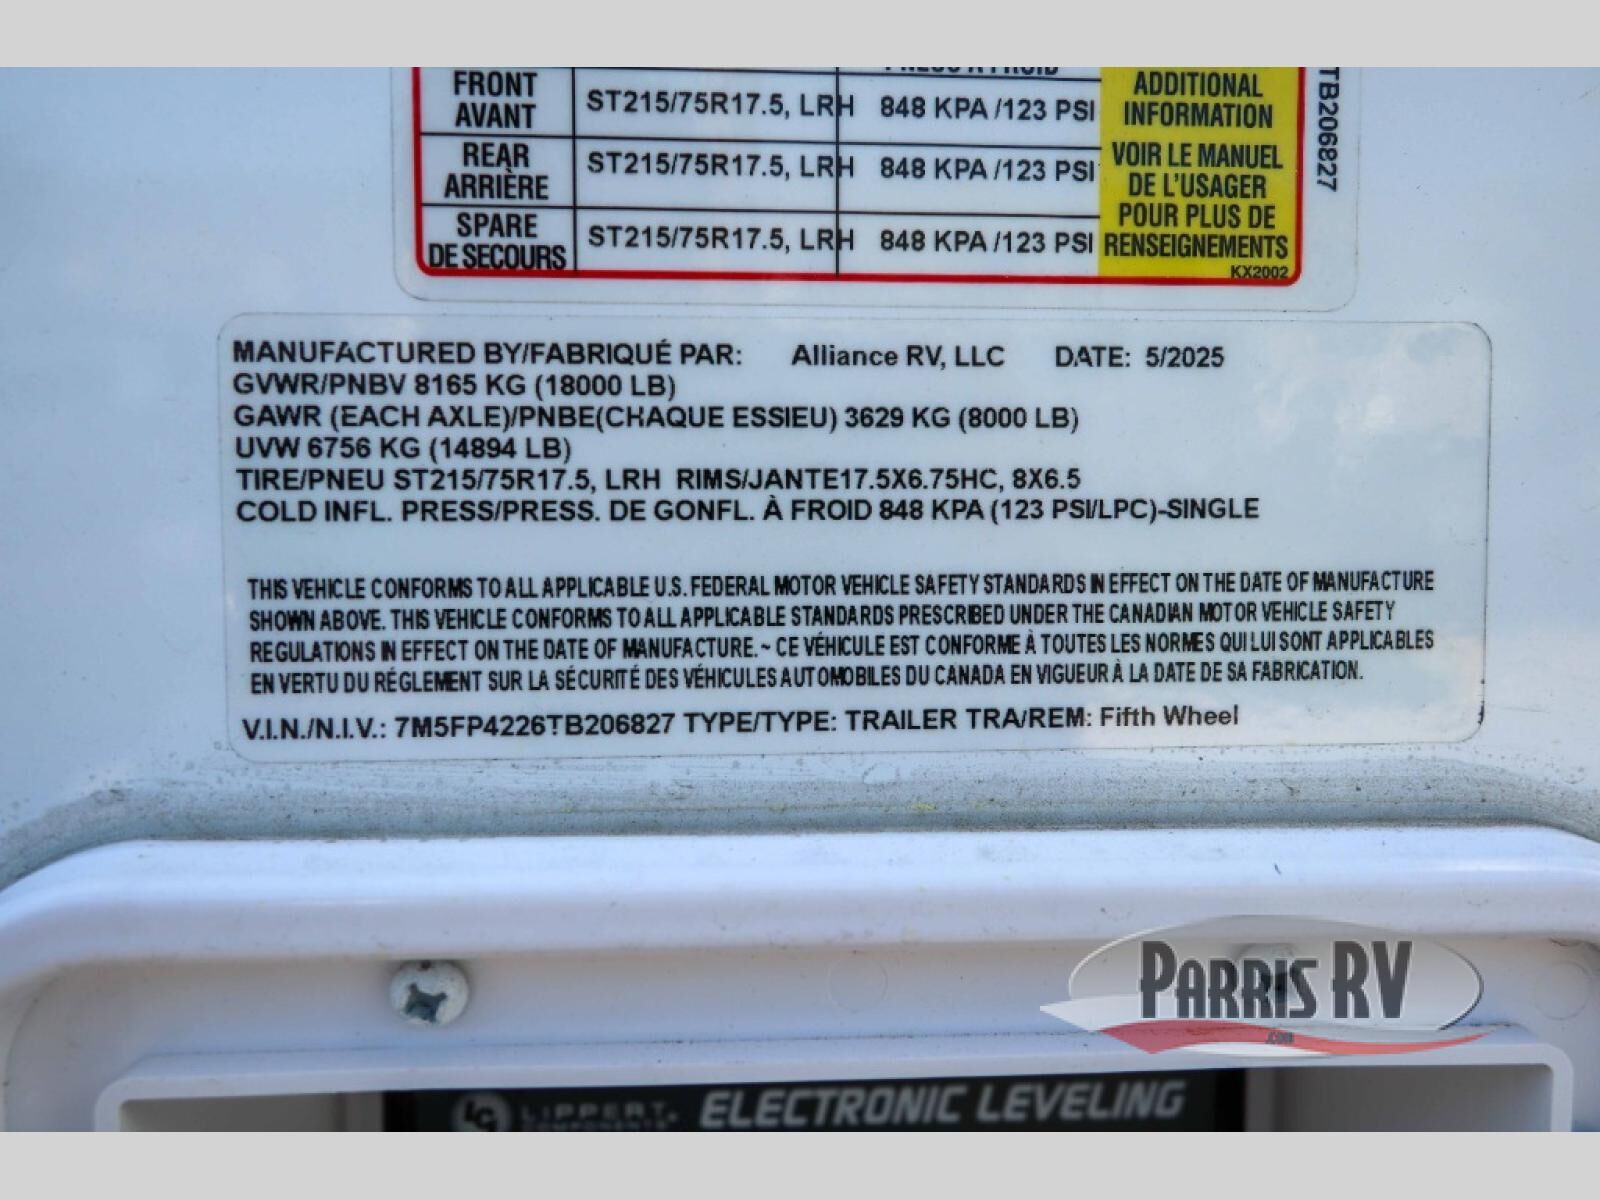 FRONT ST215/75R17.5, LRH 848 KPA /123 PSI ADDITIONAL
AVANT INFORMATION
REAR ST215/75R17.5, LRH 848 KPA /123 PSI VOIR LE MANUEL
ARRIÈRE DE L'USAGER
SPARE ST215/75R17.5, LRH 848 KPA /123 PSI POUR PLUS DE
DE SECOURS RENSEIGNEMENTS
KX2002
TB206827
MANUFACTURED BY/FABRIQUÉ PAR: Alliance RV, LLC DATE: 5/2025
GVWR/PNBV 8165 KG (18000 LB)
GAWR (EACH AXLE)/PNBE(CHAQUE ESSIEU) 3629 KG (8000 LB)
UVW 6756 KG (14894 LB)
TIRE/PNEU ST215/75R17.5, LRH RIMS/JANTE17.5X6.75HC, 8X6.5
COLD INFL. PRESS/PRESS. DE GONFL. À FROID 848 KPA (123 PSI/LPC)-SINGLE
THIS VEHICLE CONFORMS TO ALL APPLICABLE U.S. FEDERAL MOTOR VEHICLE SAFETY STANDARDS IN EFFECT ON THE DATE OF MANUFACTURE
SHOWN ABOVE. THIS VEHICLE CONFORMS TO ALL APPLICABLE STANDARDS PRESCRIBED UNDER THE CANADIAN MOTOR VEHICLE SAFETY
REGULATIONS IN EFFECT ON THE DATE OF MANUFACTURE. ~ CE VÉHICULE EST CONFORME À TOUTES LES NORMES QUI LUI SONT APPLICABLES
EN VERTU DU RÉGLEMENT SUR LA SÉCURITÉ DES VÉHICULES AUTOMOBILES DU CANADA EN VIGUEUR À LA DATE DE SA FABRICATION.
V.I.N./N.I.V.: 7M5FP4226TB206827 TYPE/TYPE: TRAILER TRA/REM: Fifth Wheel
PARRIS RV
.COM
LIPPERT ELECTRONIC LEVELING
COMPONENTS